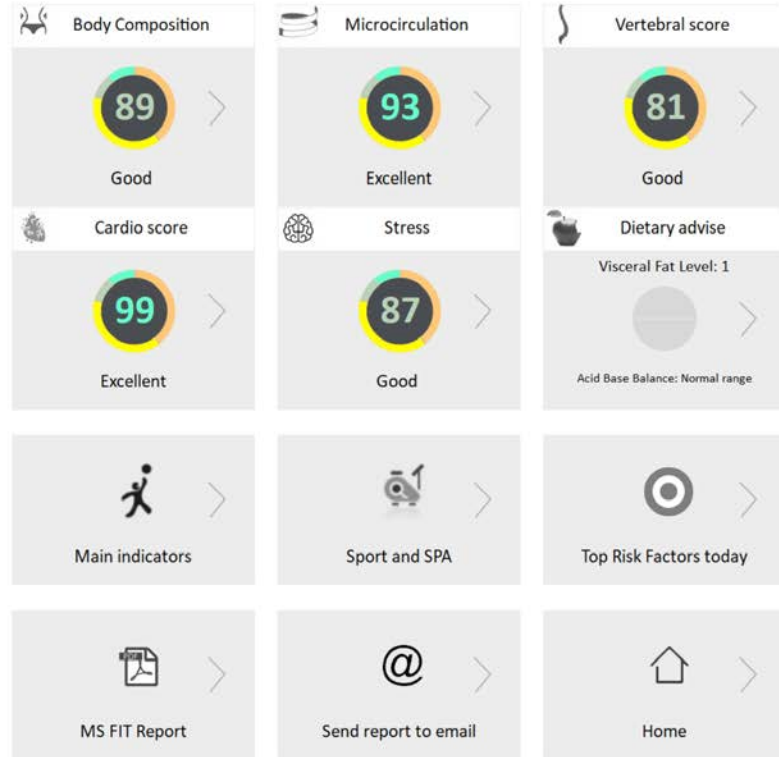 Body Composition
Microcirculation
Vertebral score
89
93
81
Good
Excellent
Good
Cardio score
Stress
Dietary advise
Visceral Fat Level: 1
99
87
Excellent
Good
Acid Base Balance: Normal range
Main indicators
Sport and SPA
Top Risk Factors today
PDF
@
MS FIT Report
Send report to email
Home